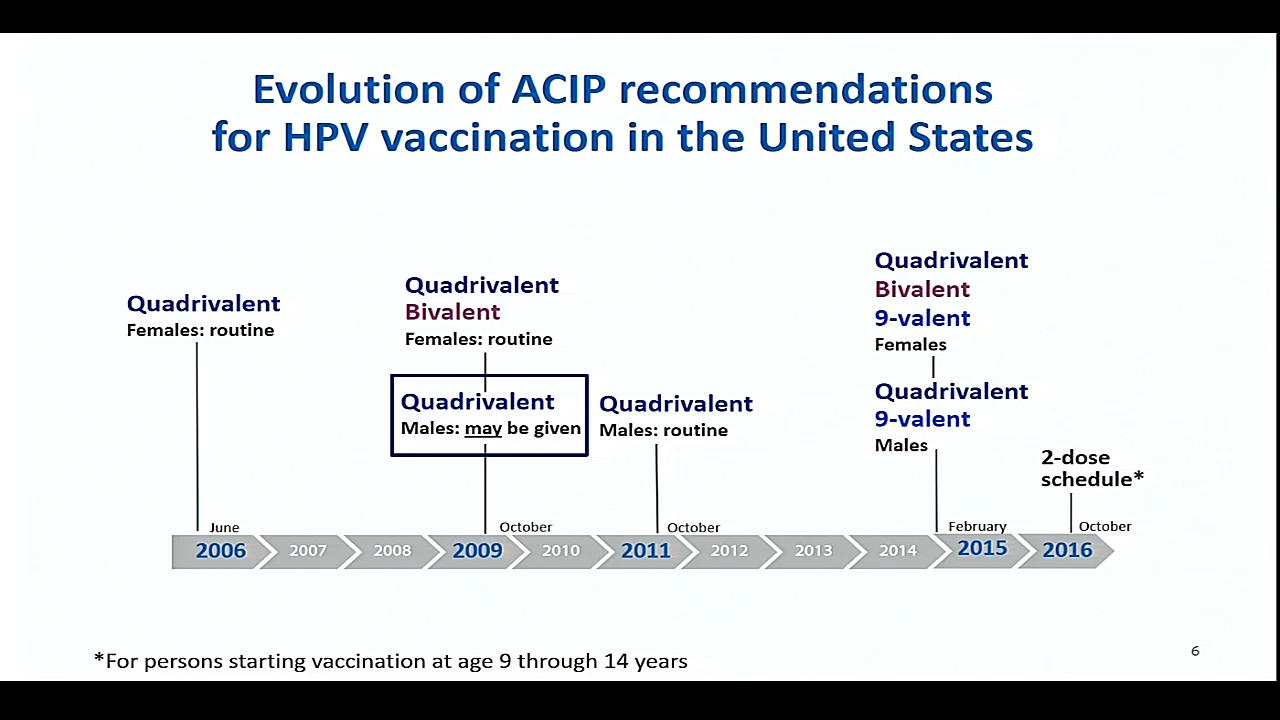 Evolution of ACIP recommendations
for HPV vaccination in the United States
Quadrivalent
Females: routine
Quadrivalent
Bivalent
Females: routine
Quadrivalent
Males: may be given
Quadrivalent
Males: routine
Quadrivalent
Bivalent
9-valent
Females
Quadrivalent
9-valent
Males
2-dose
schedule*
June
October
October
February
October
2006
2007
2008
2009
2010
2011
2012
2013
2014
2015
2016
*For persons starting vaccination at age 9 through 14 years
6